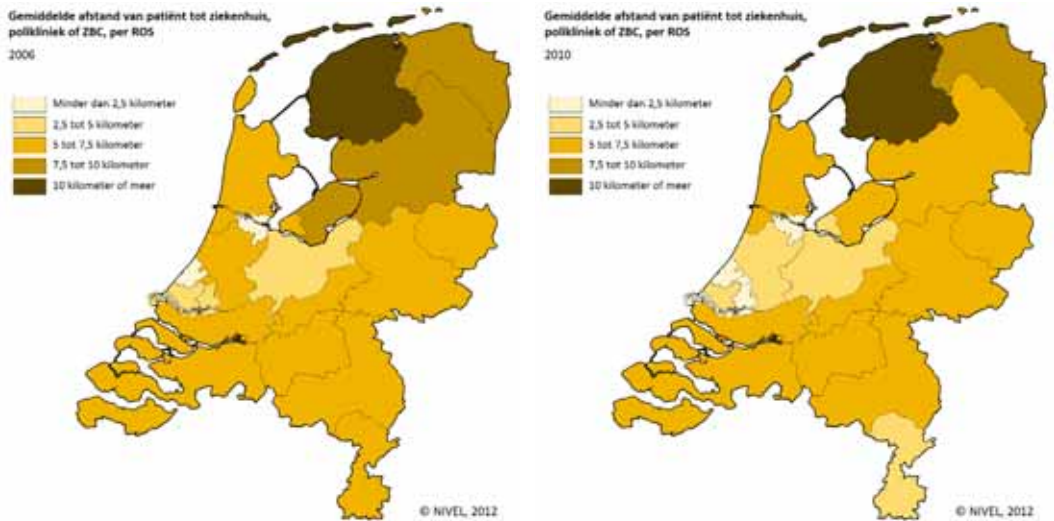 Gemiddelde afstand van patiënt tot ziekenhuis,
polikliniek of ZBC, per ROS
2006
Minder dan 2,5 kilometer
2,5 tot 5 kilometer
5 tot 7,5 kilometer
7,5 tot 10 kilometer
10 kilometer of meer
© NIVEL, 2012
Gemiddelde afstand van patiënt tot ziekenhuis,
polikliniek of ZBC, per ROS
2010
Minder dan 2,5 kilometer
2,5 tot 5 kilometer
5 tot 7,5 kilometer
7,5 tot 10 kilometer
10 kilometer of meer
© NIVEL, 2012